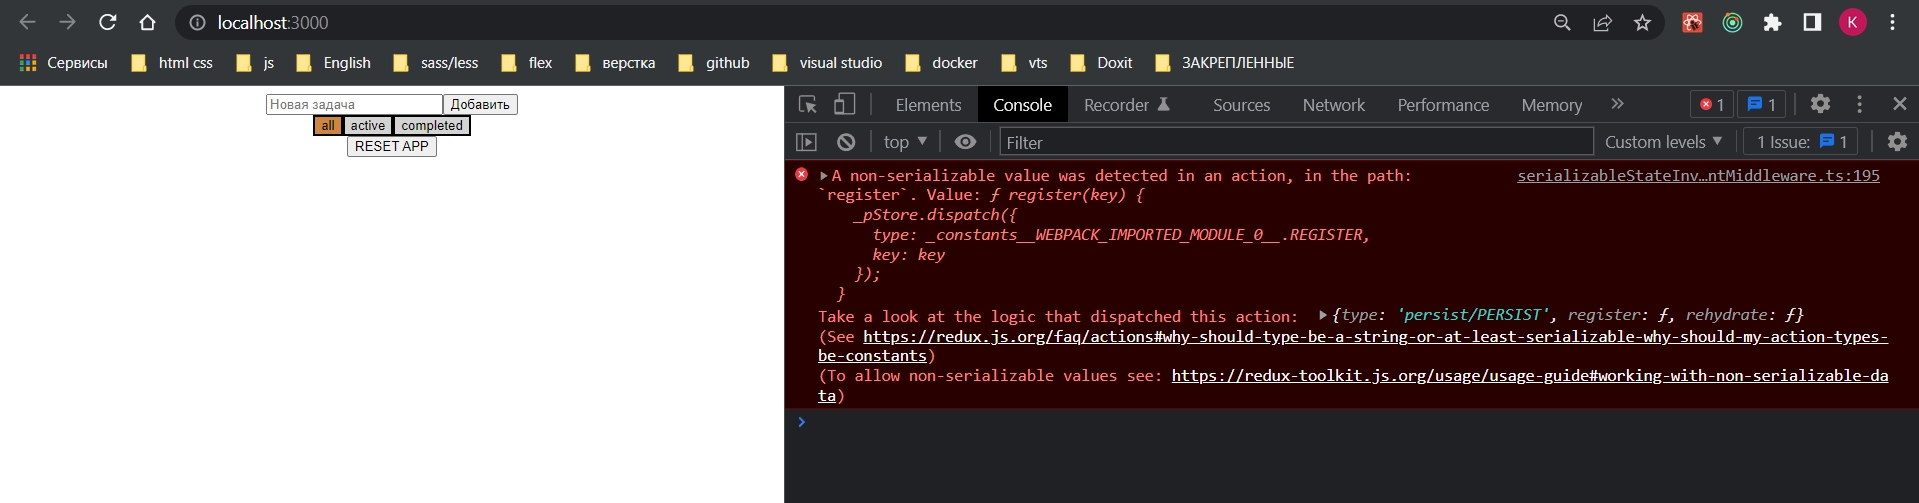 localhost:3000
K
Сервисы html css js English sass/less flex верстка github visual studio docker vts Doxit ЗАКРЕПЛЕННЫЕ
Новая задача Добавить
all active completed
RESET APP
Elements Console Recorder Sources Network Performance Memory » 1 1
top Filter Custom levels 1 Issue: 1
A non-serializable value was detected in an action, in the path: serializableStateInv…ntMiddleware.ts:195
`register`. Value: ƒ register(key) {
_pStore.dispatch({
type: _constants__WEBPACK_IMPORTED_MODULE_0__.REGISTER,
key: key
});
}
Take a look at the logic that dispatched this action: {type: 'persist/PERSIST', register: ƒ, rehydrate: ƒ}
(See https://redux.js.org/faq/actions#why-should-type-be-a-string-or-at-least-serializable-why-should-my-action-types-
be-constants)
(To allow non-serializable values see: https://redux-toolkit.js.org/usage/usage-guide#working-with-non-serializable-da
ta)